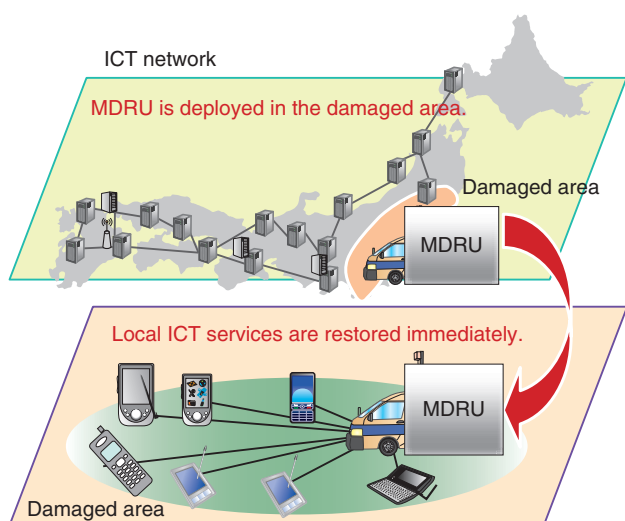 ICT network
MDRU is deployed in the damaged area.
Damaged area
MDRU
Local ICT services are restored immediately.
MDRU
Damaged area